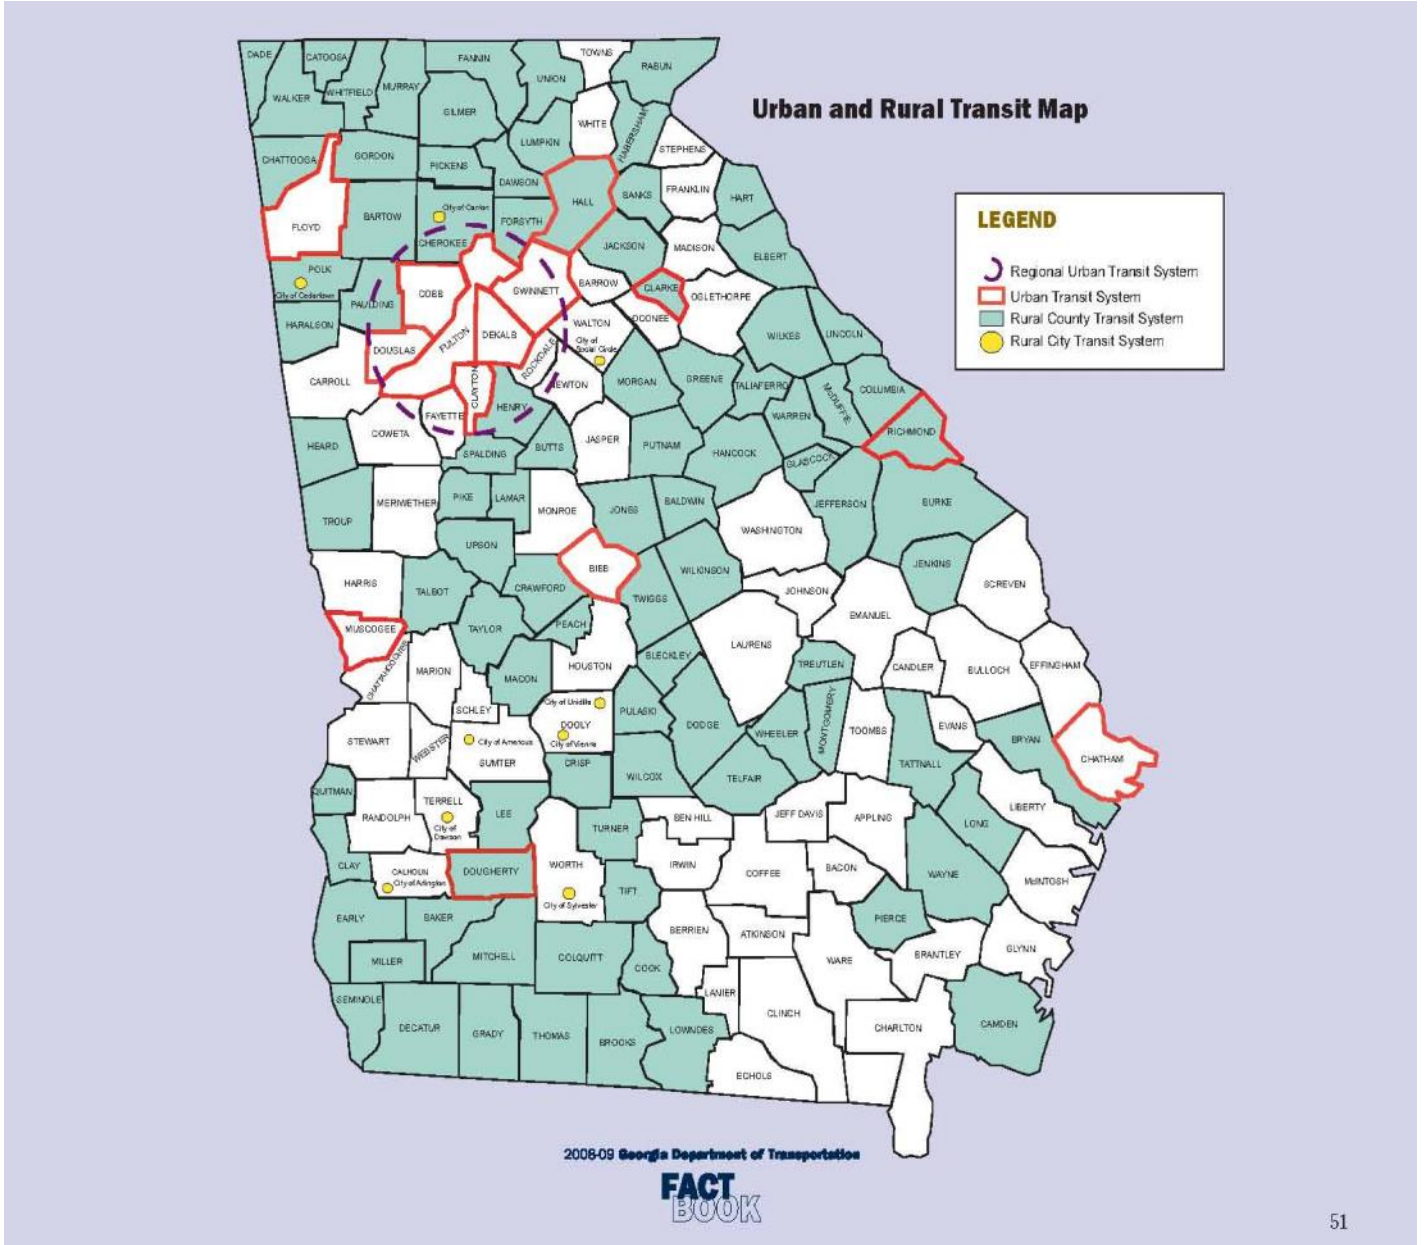 Urban and Rural Transit Map
LEGEND
Regional Urban Transit System
Urban Transit System
Rural County Transit System
Rural City Transit System
DADE
CATOOSA
FANNIN
TOWNS
RABUN
UNION
WALKER
WHITFIELD
MURRAY
GILMER
WHITE
HABERSHAM
LUMPKIN
STEPHENS
CHATTOOGA
GORDON
PICKENS
DAWSON
HALL
BANKS
FRANKLIN
HART
FLOYD
BARTOW
City of Canton
CHEROKEE
FORSYTH
JACKSON
MADISON
ELBERT
POLK
City of Cedartown
PAULDING
COBB
GWINNETT
BARROW
CLARKE
OGLETHORPE
HARALSON
DOUGLAS
FULTON
DEKALB
ROCKDALE
WALTON
City of
Social Circle
OCONEE
WILKES
LINCOLN
CARROLL
CLAYTON
HENRY
NEWTON
MORGAN
GREENE
TALIAFERRO
McDUFFIE
COLUMBIA
FAYETTE
COWETA
WARREN
RICHMOND
HEARD
SPALDING
BUTTS
JASPER
PUTNAM
HANCOCK
GLASCOCK
TROUP
MERIWETHER
PIKE
LAMAR
MONROE
JONES
BALDWIN
WASHINGTON
JEFFERSON
BURKE
UPSON
BIBB
WILKINSON
JENKINS
SCREVEN
HARRIS
TALBOT
CRAWFORD
TWIGGS
JOHNSON
EMANUEL
MUSCOGEE
TAYLOR
PEACH
LAURENS
CHATTAHOOCHEE
MARION
MACON
HOUSTON
BLECKLEY
TREUTLEN
CANDLER
BULLOCH
EFFINGHAM
SCHLEY
City of Unadilla
DOOLY
City of Vienna
PULASKI
DODGE
WHEELER
MONTGOMERY
TOOMBS
EVANS
BRYAN
CHATHAM
STEWART
WEBSTER
City of Americus
SUMTER
CRISP
WILCOX
TELFAIR
TATTNALL
QUITMAN
RANDOLPH
TERRELL
City of
Dawson
LEE
TURNER
BEN HILL
JEFF DAVIS
APPLING
LONG
LIBERTY
CLAY
CALHOUN
City of Arlington
DOUGHERTY
WORTH
City of Sylvester
TIFT
IRWIN
COFFEE
BACON
WAYNE
McINTOSH
EARLY
BAKER
MILLER
MITCHELL
COLQUITT
COOK
BERRIEN
ATKINSON
WARE
PIERCE
BRANTLEY
GLYNN
SEMINOLE
DECATUR
GRADY
THOMAS
BROOKS
LOWNDES
LANIER
CLINCH
CHARLTON
CAMDEN
ECHOLS
2008-09 Georgia Department of Transportation
FACT
BOOK
51